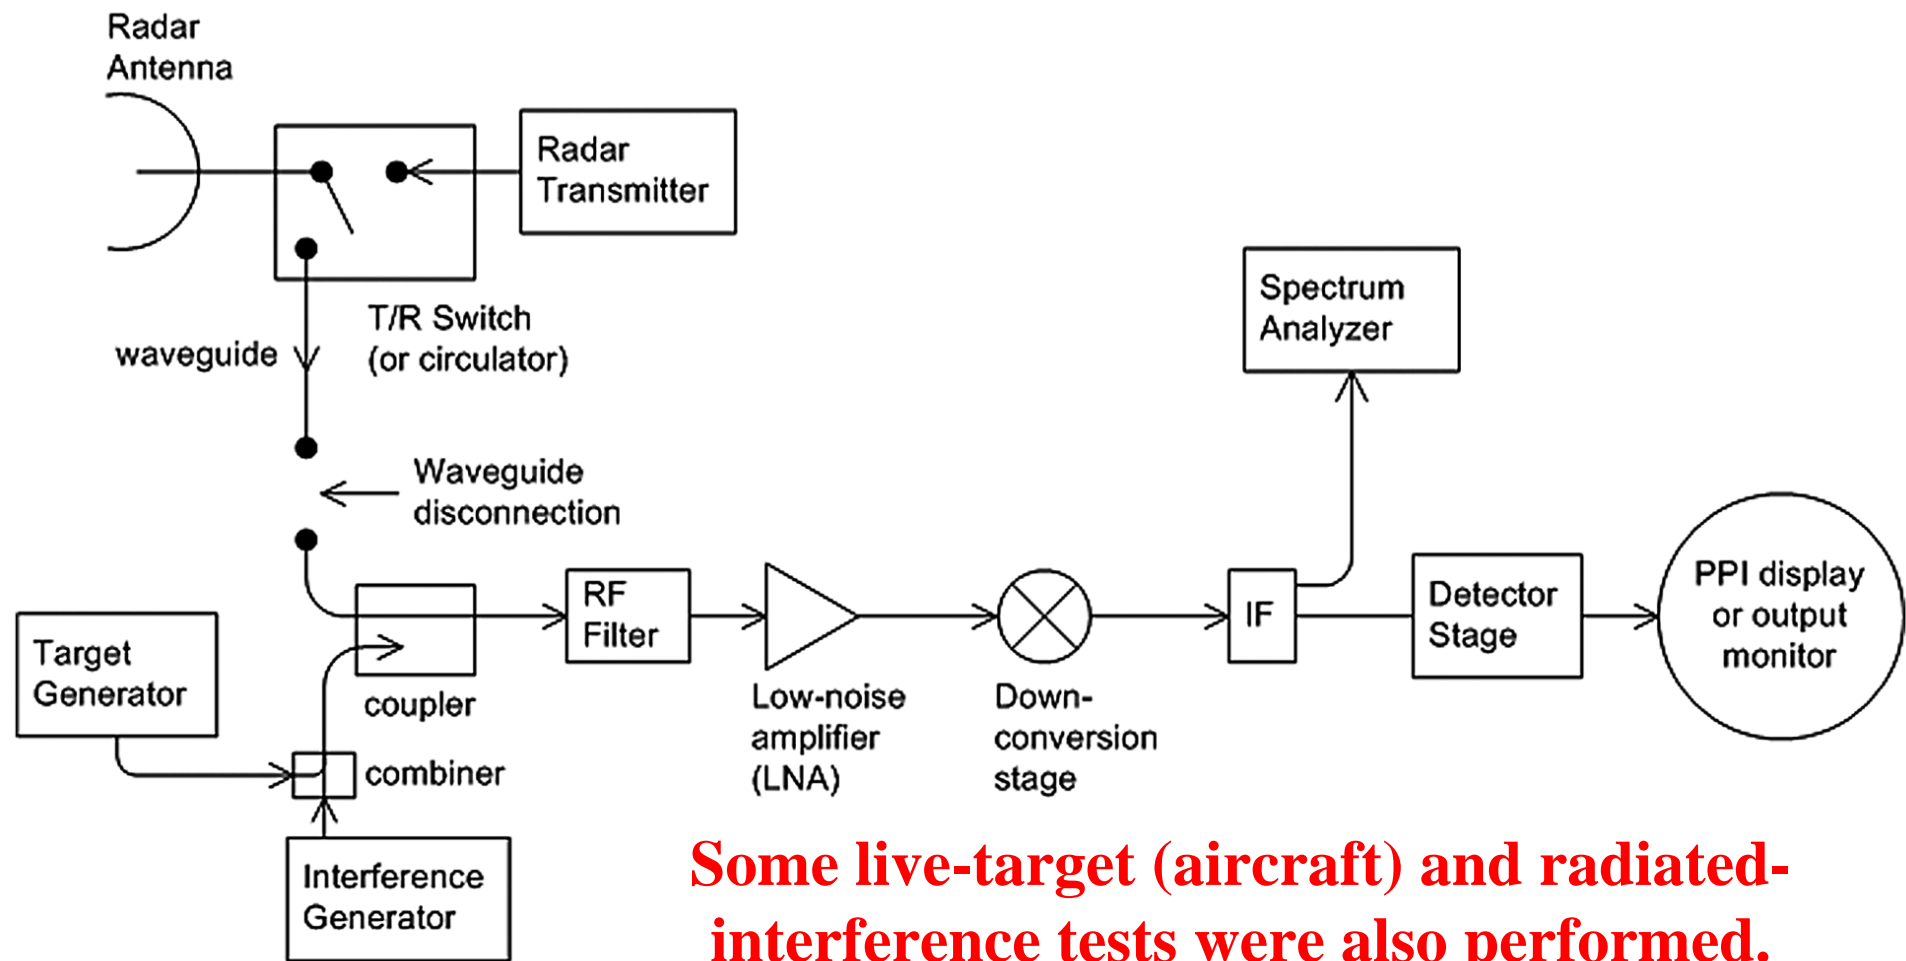 Radar
Antenna
Radar
Transmitter
T/R Switch
(or circulator)
waveguide
Spectrum
Analyzer
Waveguide
disconnection
RF
Filter
IF
Detector
Stage
PPI display
or output
monitor
Target
Generator
coupler
Low-noise
amplifier
(LNA)
Down-
conversion
stage
combiner
Interference
Generator
Some live-target (aircraft) and radiated-
interference tests were also performed.